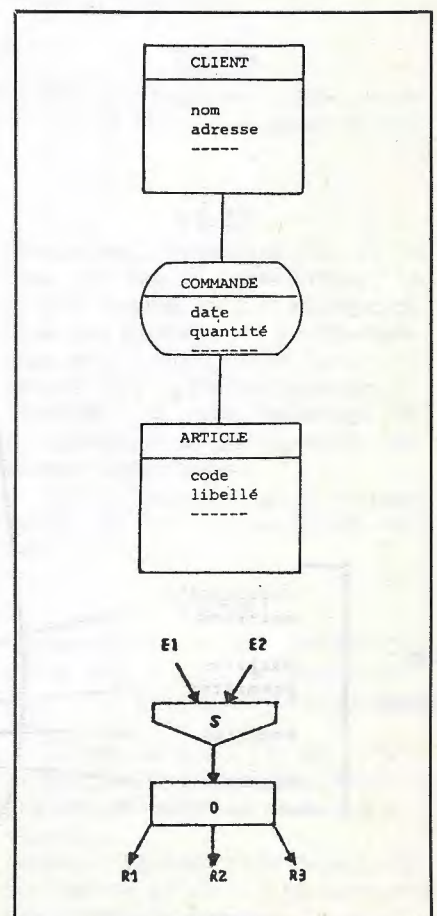 CLIENT
nom
adresse
-----
COMMANDE
date
quantité
-------
ARTICLE
code
libellé
------
E1 E2
S
O
R1 R2 R3